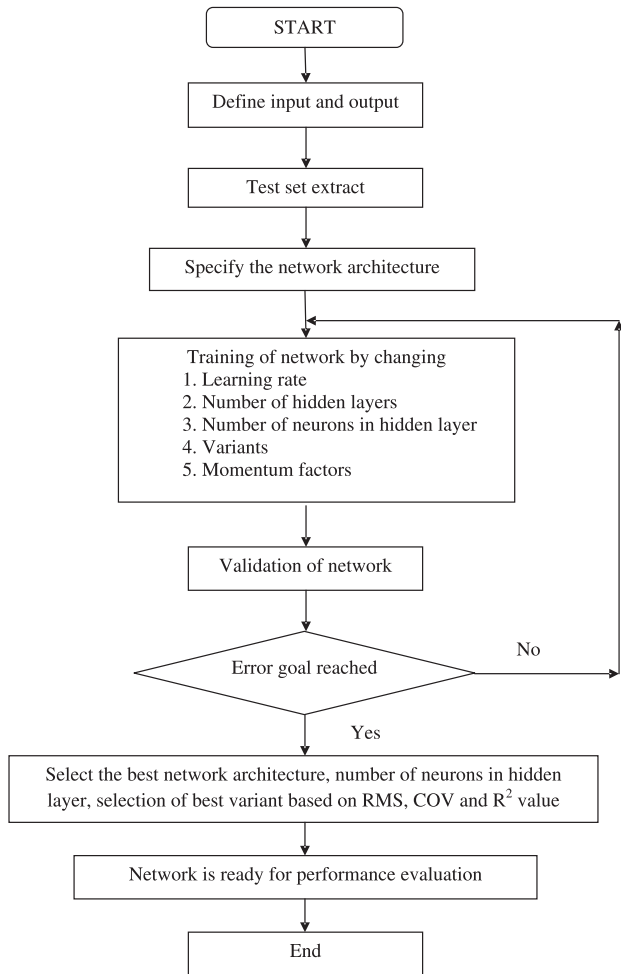 START
Define input and output
Test set extract
Specify the network architecture
Training of network by changing
1. Learning rate
2. Number of hidden layers
3. Number of neurons in hidden layer
4. Variants
5. Momentum factors
Validation of network
Error goal reached
No
Yes
Select the best network architecture, number of neurons in hidden
layer, selection of best variant based on RMS, COV and R² value
Network is ready for performance evaluation
End